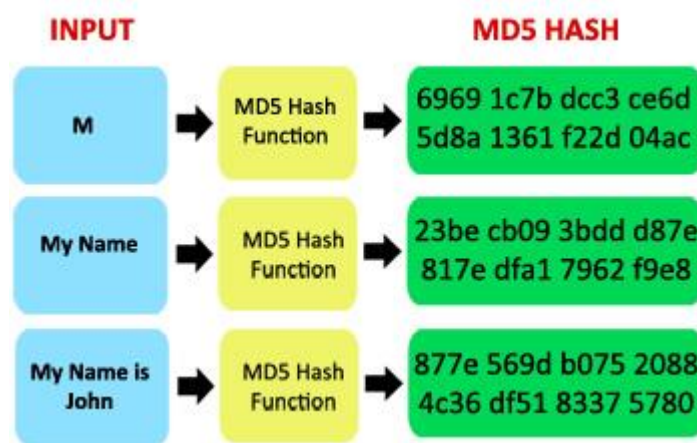 INPUT
MD5 HASH
M
MD5 Hash
Function
6969 1c7b dcc3 ce6d
5d8a 1361 f22d 04ac
My Name
MD5 Hash
Function
23be cb09 3bdd d87e
817e dfa1 7962 f9e8
My Name is
John
MD5 Hash
Function
877e 569d b075 2088
4c36 df51 8337 5780